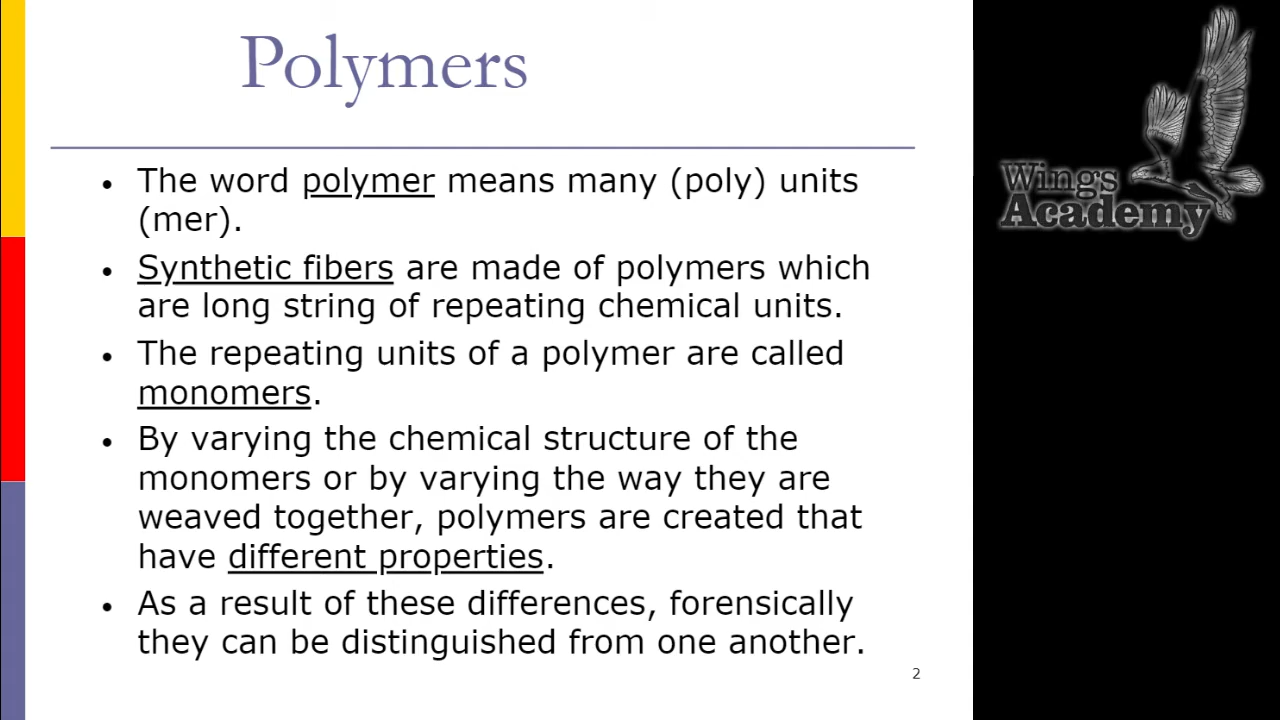 Polymers
• The word polymer means many (poly) units
(mer).
• Synthetic fibers are made of polymers which
are long string of repeating chemical units.
• The repeating units of a polymer are called
monomers.
• By varying the chemical structure of the
monomers or by varying the way they are
weaved together, polymers are created that
have different properties.
• As a result of these differences, forensically
they can be distinguished from one another.
2
Wings
Academy